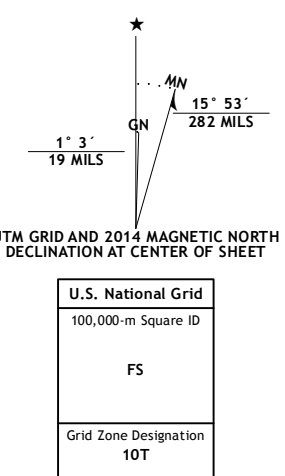 ★
MN
15° 53´
GN
282 MILS
1° 3´
19 MILS
UTM GRID AND 2014 MAGNETIC NORTH
DECLINATION AT CENTER OF SHEET
U.S. National Grid
100,000-m Square ID
FS
Grid Zone Designation
10T